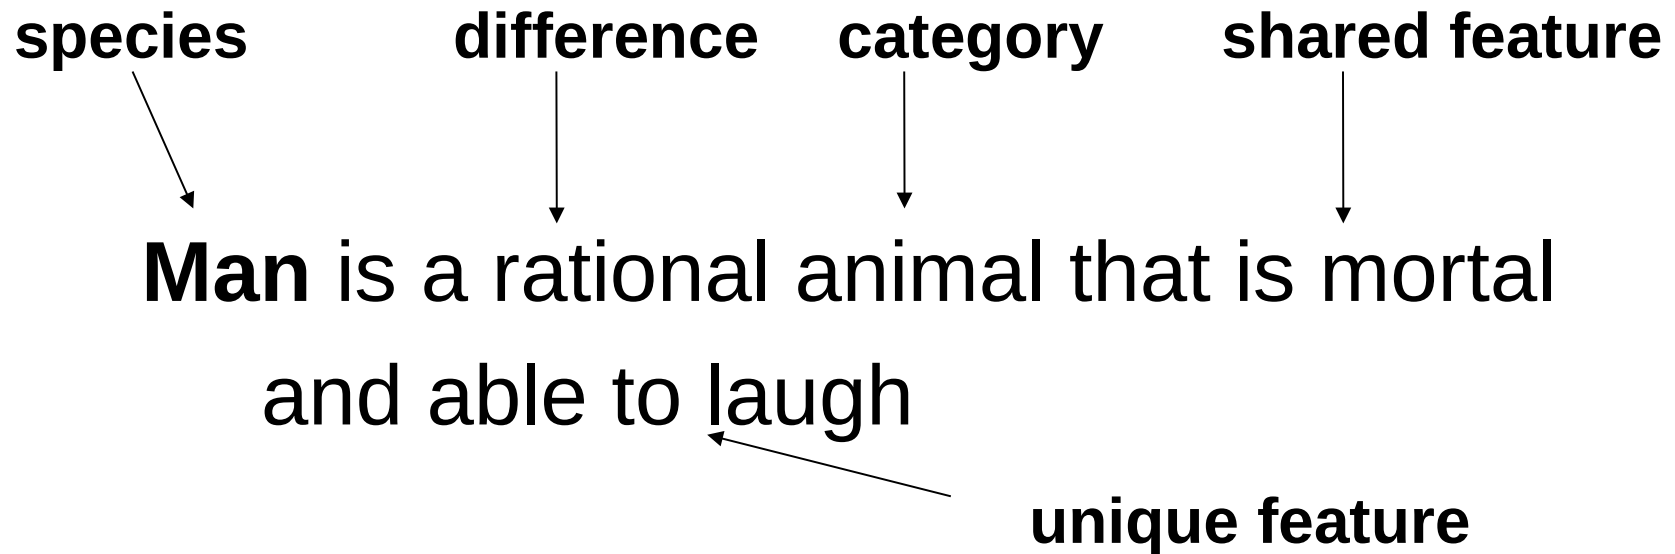 species difference category shared feature
Man is a rational animal that is mortal
and able to laugh
unique feature